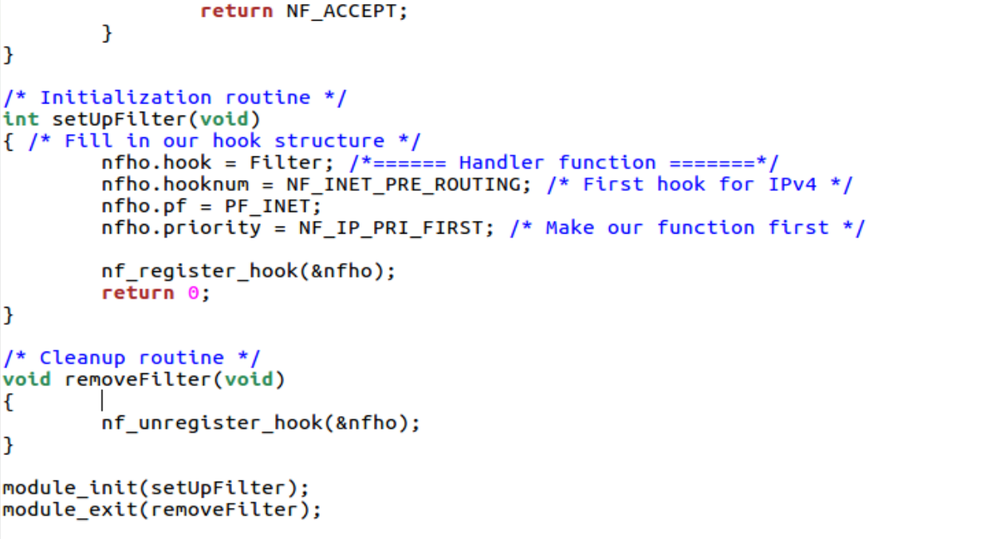 return NF_ACCEPT;
        }
}

/* Initialization routine */
int setUpFilter(void)
{ /* Fill in our hook structure */
        nfho.hook = Filter; /*====== Handler function =======*/
        nfho.hooknum = NF_INET_PRE_ROUTING; /* First hook for IPv4 */
        nfho.pf = PF_INET;
        nfho.priority = NF_IP_PRI_FIRST; /* Make our function first */

        nf_register_hook(&nfho);
        return 0;
}

/* Cleanup routine */
void removeFilter(void)
{
        nf_unregister_hook(&nfho);
}

module_init(setUpFilter);
module_exit(removeFilter);